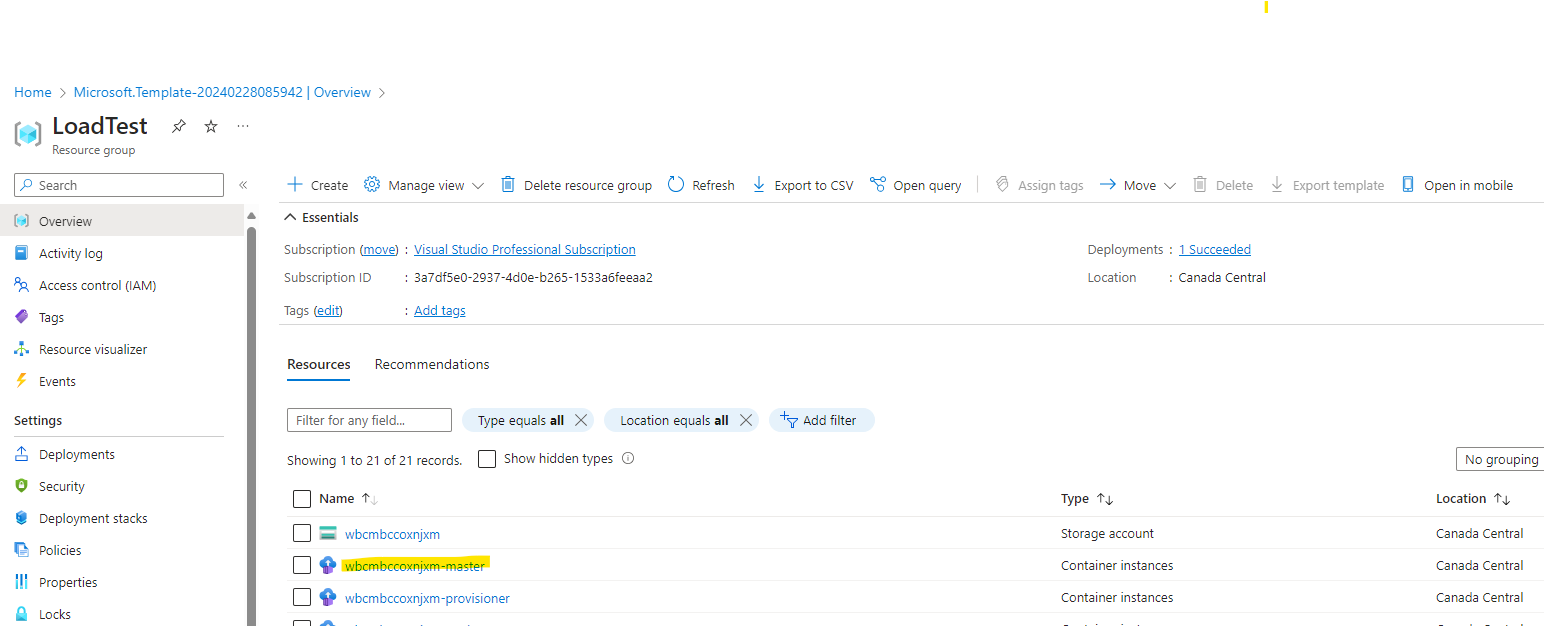 Home > Microsoft.Template-20240228085942 | Overview >
LoadTest
Resource group
Search
Overview
Activity log
Access control (IAM)
Tags
Resource visualizer
Events
Settings
Deployments
Security
Deployment stacks
Policies
Properties
Locks
Create Manage view Delete resource group Refresh Export to CSV Open query Assign tags Move Delete Export template Open in mobile
Essentials
Subscription (move) : Visual Studio Professional Subscription
Subscription ID : 3a7df5e0-2937-4d0e-b265-1533a6feeaa2
Tags (edit) : Add tags
Deployments : 1 Succeeded
Location : Canada Central
Resources Recommendations
Filter for any field... Type equals all Location equals all Add filter
Showing 1 to 21 of 21 records. Show hidden types
No grouping
Name Type Location
wbcmbccoxnjxm Storage account Canada Central
wbcmbccoxnjxm-master Container instances Canada Central
wbcmbccoxnjxm-provisioner Container instances Canada Central